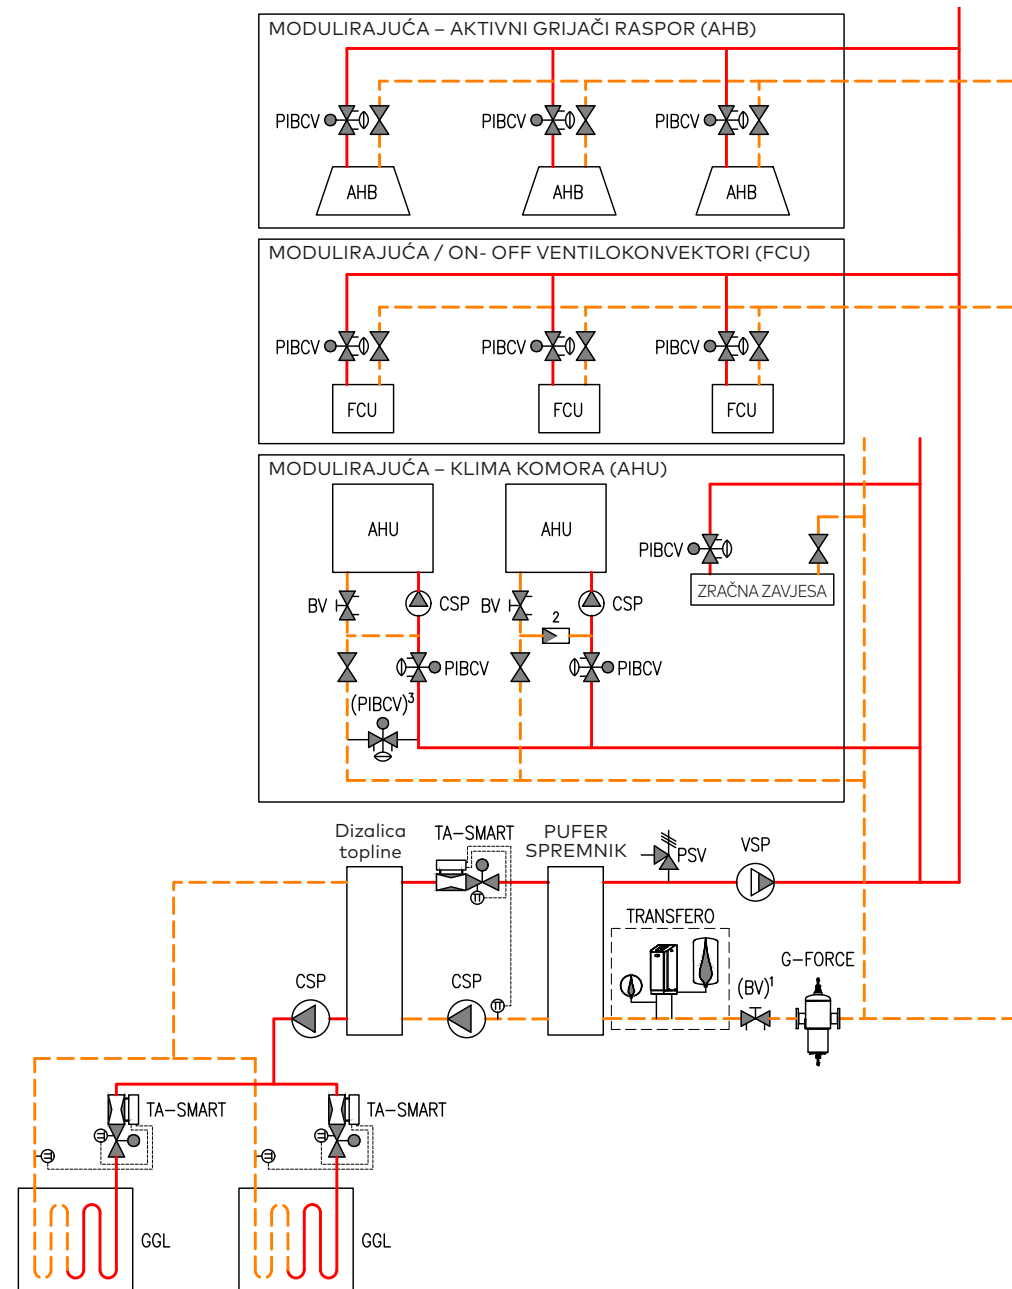 MODULIRAJUĆA – AKTIVNI GRIJAČI RASPOR (AHB)
PIBCV PIBCV PIBCV
AHB AHB AHB
MODULIRAJUĆA / ON- OFF VENTILOKONVEKTORI (FCU)
PIBCV PIBCV PIBCV
FCU FCU FCU
MODULIRAJUĆA – KLIMA KOMORA (AHU)
AHU AHU
PIBCV
ZRAČNA ZAVJESA
BV CSP BV CSP
2
PIBCV PIBCV
(PIBCV)³
Dizalica
topline
TA-SMART
PUFER
SPREMNIK
PSV
VSP
TRANSFERO
(BV)¹
G-FORCE
CSP CSP
TA-SMART TA-SMART
GGL GGL